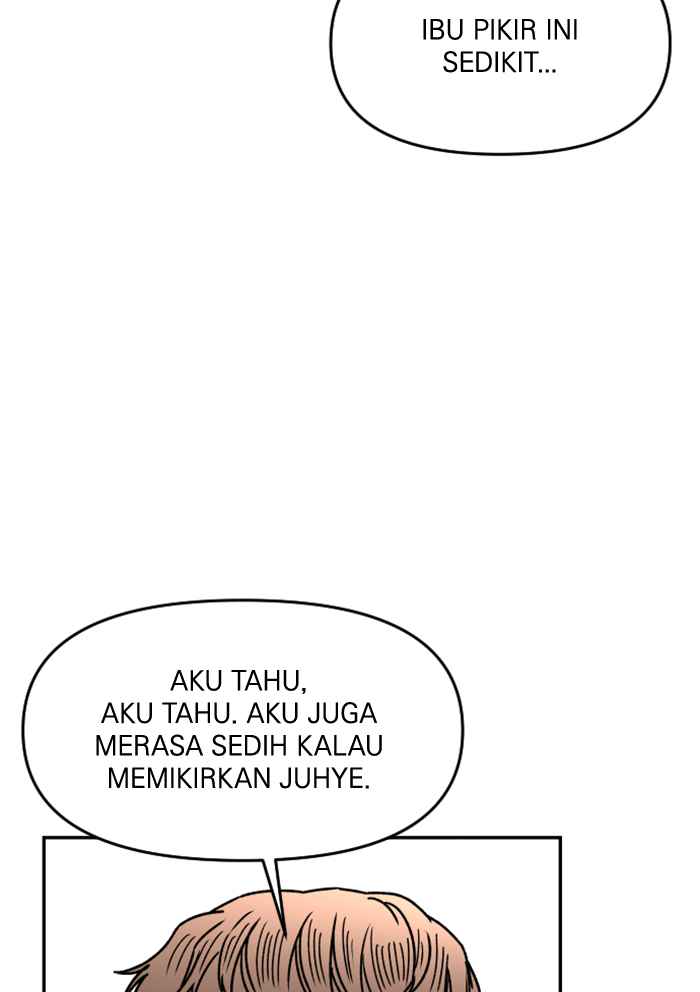 IBU PIKIR INI
SEDIKIT...
AKU TAHU,
AKU TAHU. AKU JUGA
MERASA SEDIH KALAU
MEMIKIRKAN JUHYE.